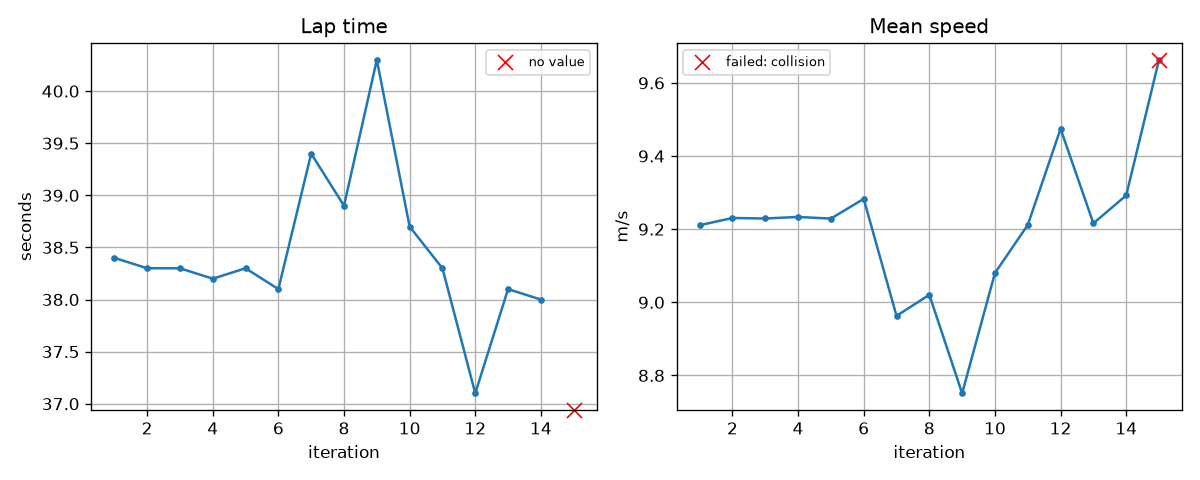 Lap time
no value
40.0
39.5
39.0
38.5
38.0
37.5
37.0
seconds
2 4 6 8 10 12 14
iteration
Mean speed
failed: collision
9.6
9.4
9.2
9.0
8.8
m/s
2 4 6 8 10 12 14
iteration